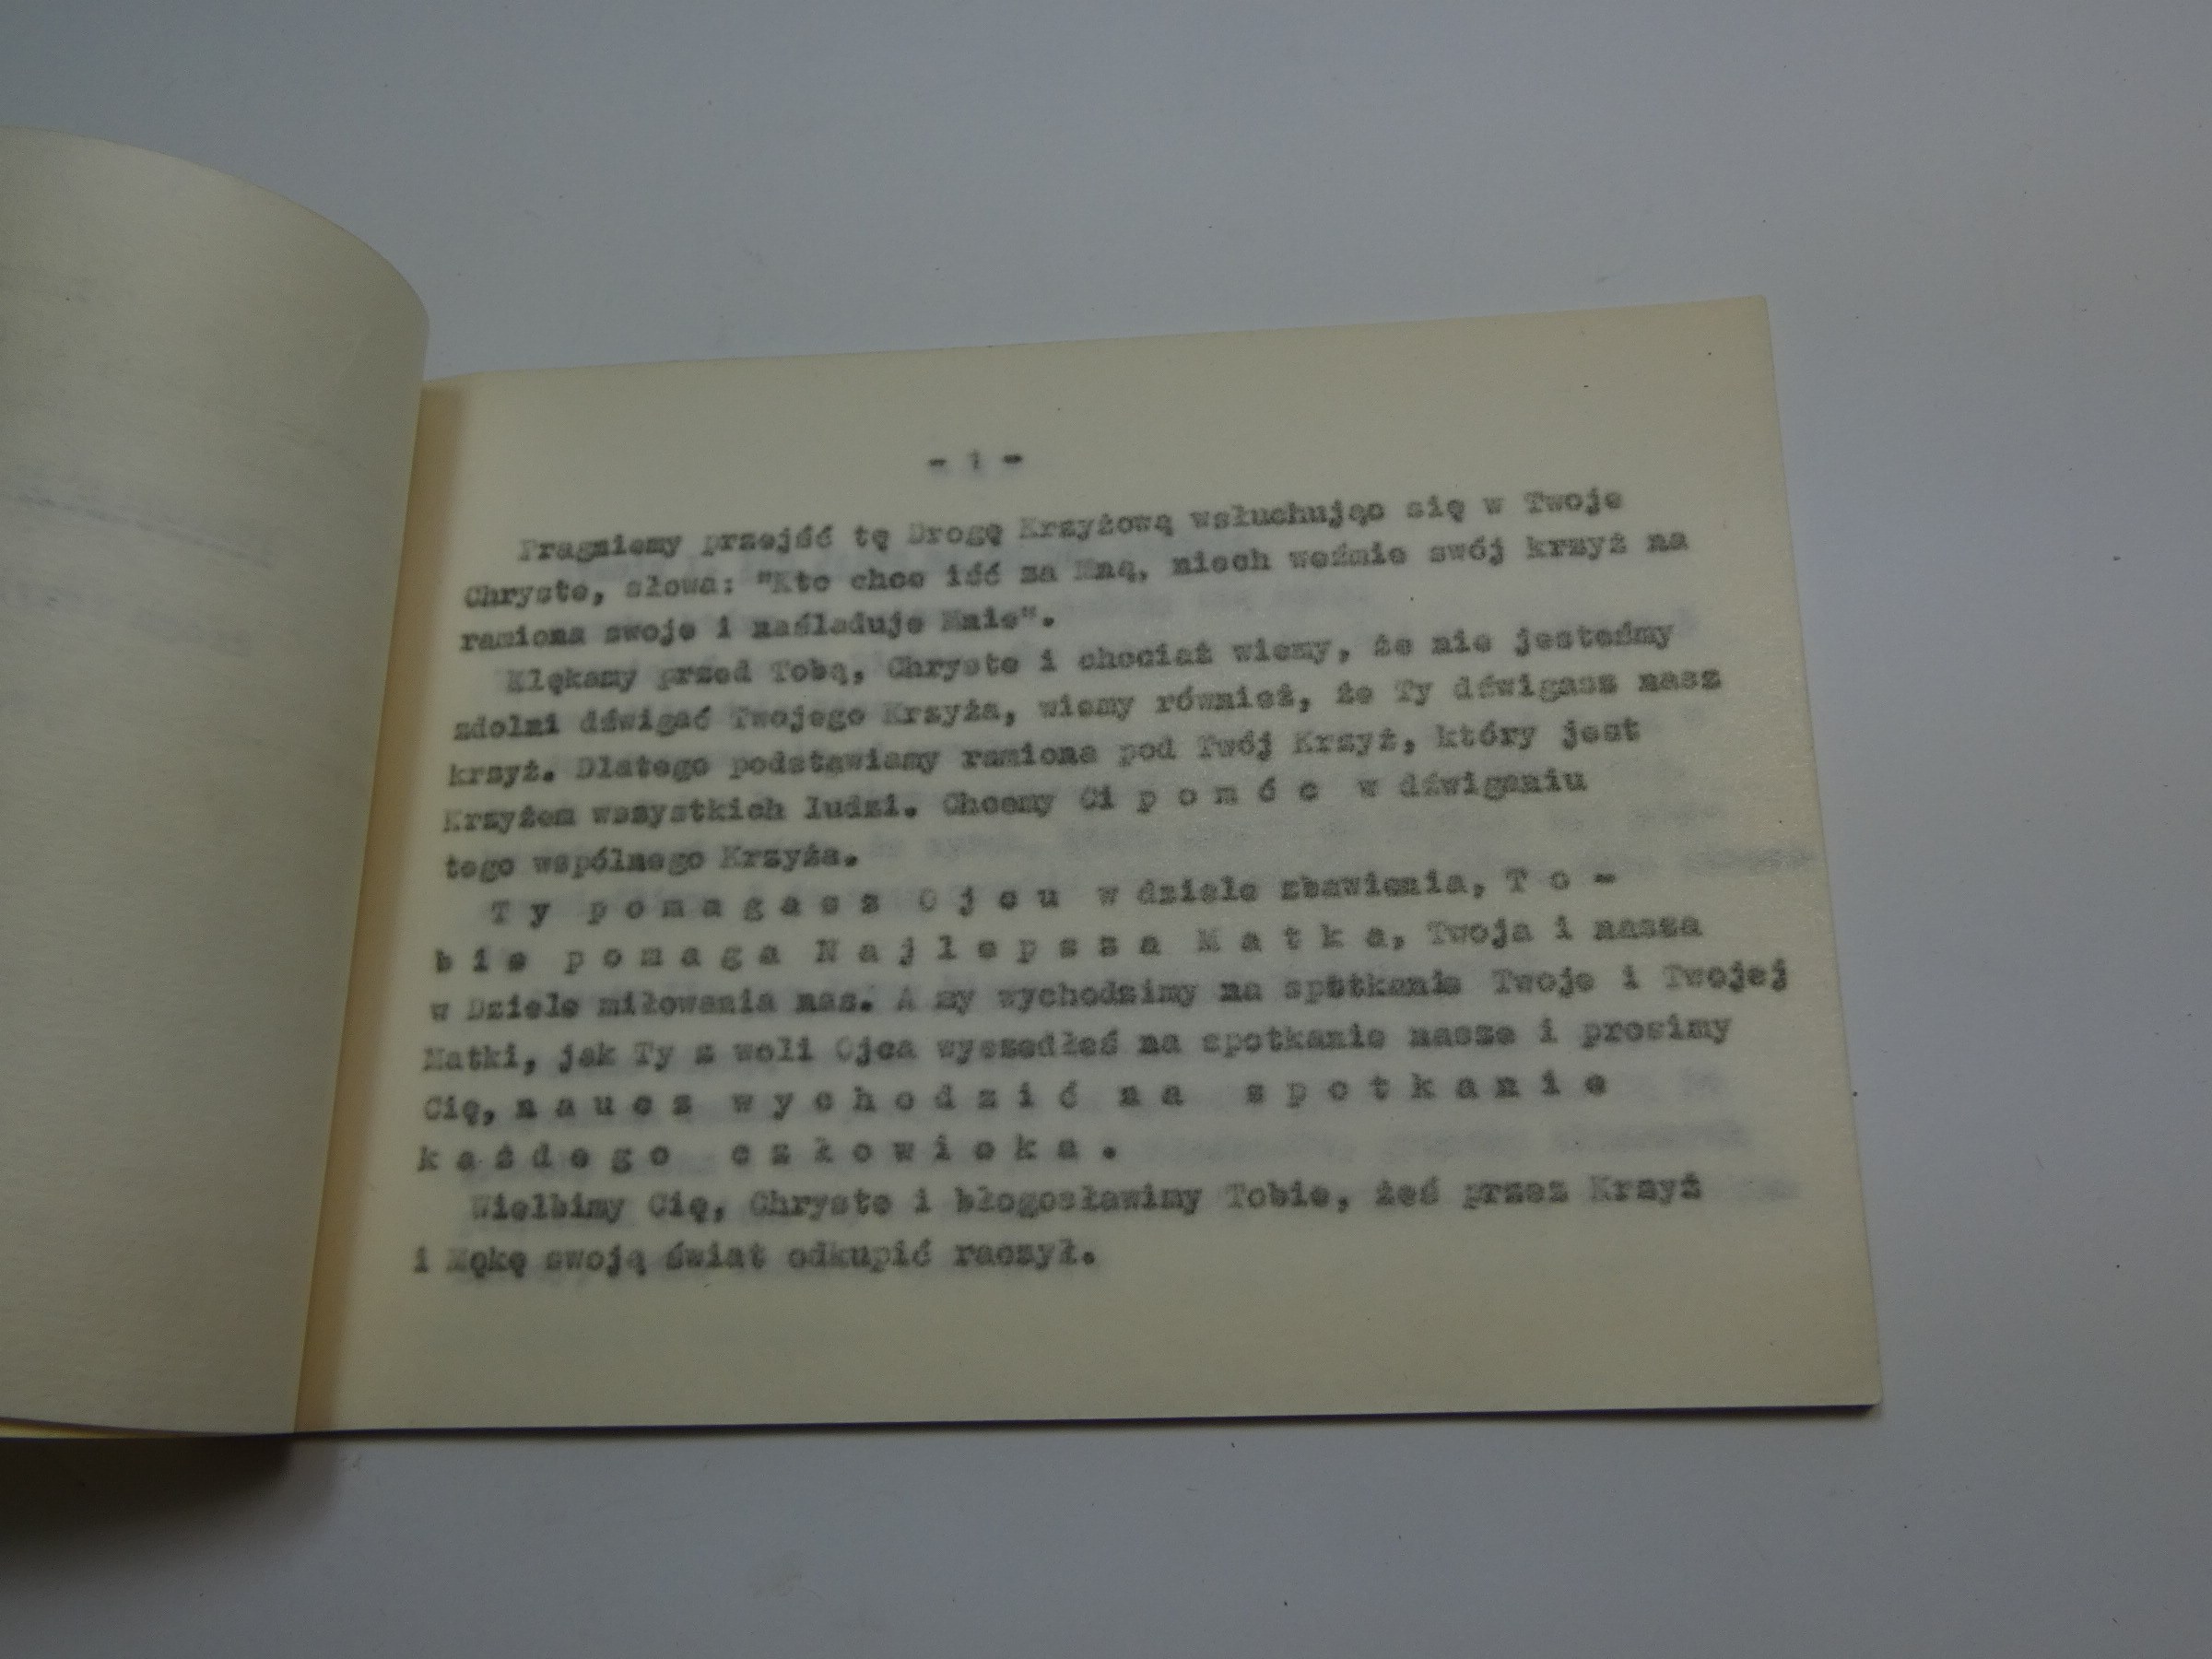 - 1 -
Pragniemy przejść tę Drogę Krzyżową wsłuchując się w Twoje
Chryste, słowa: "Kto chce iść za Mną, niech weźmie swój krzyż na
ramiona swoje i naśladuje Mnie".
Klękamy przed Tobą, Chryste i chociaż wiemy, że nie jesteśmy
zdolni dźwigać Twojego Krzyża, wiemy również, że Ty dźwigasz nasz
krzyż. Dlatego podstawiamy ramiona pod Twój Krzyż, który jest
Krzyżem wszystkich ludzi. Chcemy Ci p o m ó c w dźwiganiu
tego wspólnego Krzyża.
T y p o m a g a s z O j c u w dziele zbawienia, T o -
b i e p o m a g a N a j l e p s z a M a t k a, Twoja i nasza
w Dziele miłowania nas. A my wychodzimy na spotkanie Twoje i Twojej
Matki, jak Ty z woli Ojca wyszedłeś na spotkanie nasze i prosimy
Cię, n a u c z w y c h o d z i ć n a s p o t k a n i e
k a ż d e g o c z ł o w i e k a .
Wielbimy Cię, Chryste i błogosławimy Tobie, żeś przez Krzyż
i Mękę swoją świat odkupić raczył.